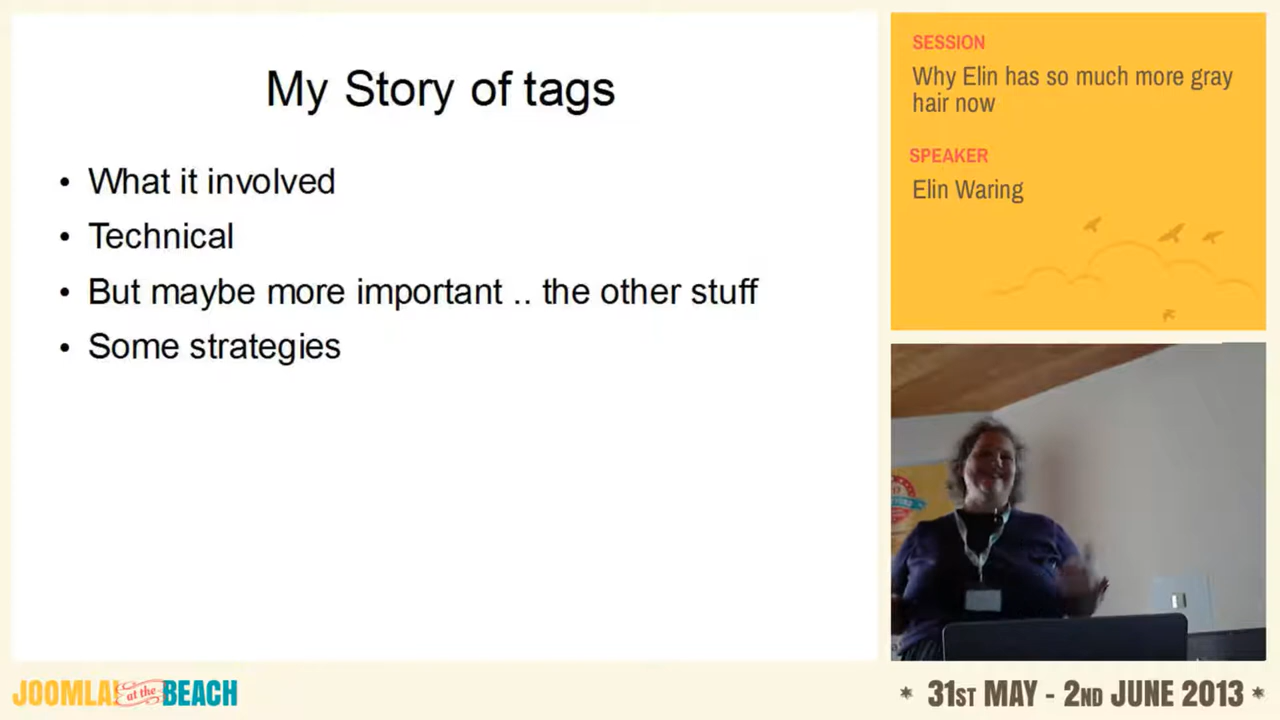 My Story of tags
• What it involved
• Technical
• But maybe more important .. the other stuff
• Some strategies
SESSION
Why Elin has so much more gray
hair now
SPEAKER
Elin Waring
JOOMLA! at the BEACH
* 31ST MAY - 2ND JUNE 2013 *